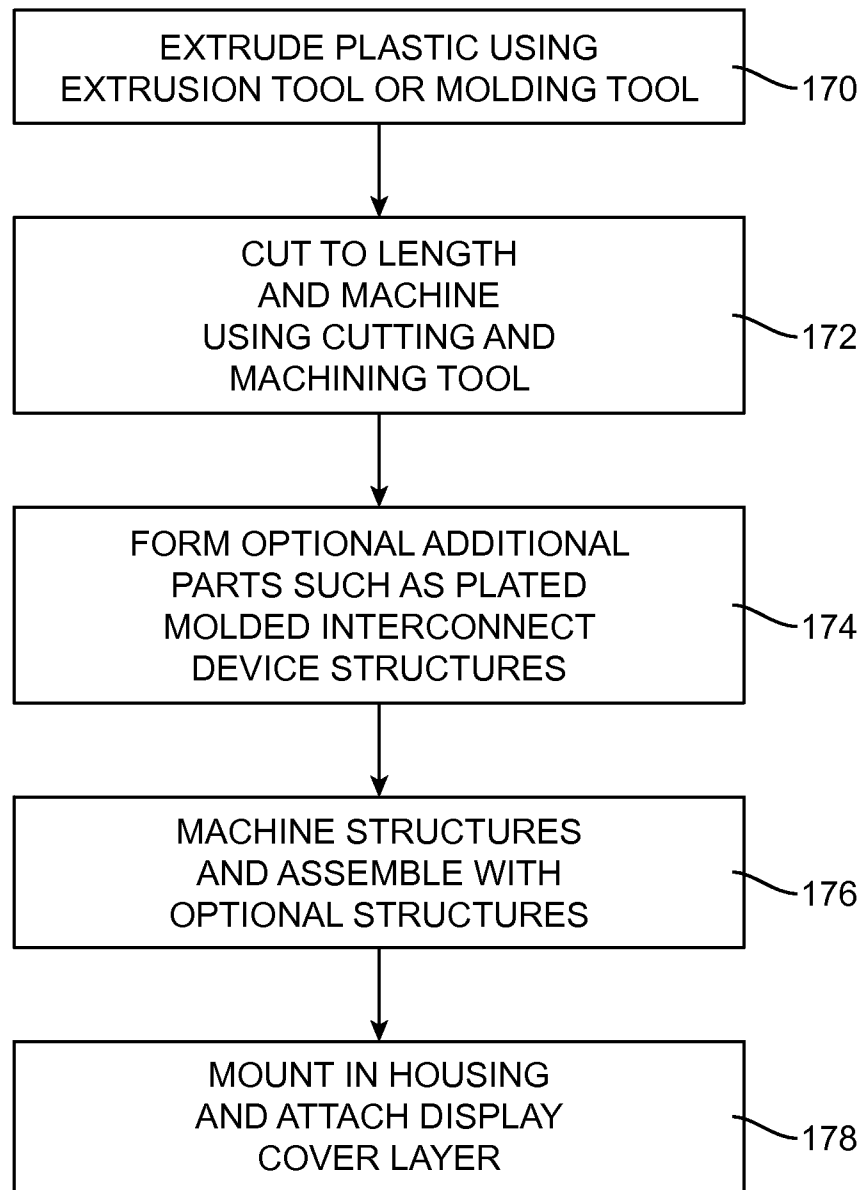 EXTRUDE PLASTIC USING
EXTRUSION TOOL OR MOLDING TOOL
170
CUT TO LENGTH
AND MACHINE
USING CUTTING AND
MACHINING TOOL
172
FORM OPTIONAL ADDITIONAL
PARTS SUCH AS PLATED
MOLDED INTERCONNECT
DEVICE STRUCTURES
174
MACHINE STRUCTURES
AND ASSEMBLE WITH
OPTIONAL STRUCTURES
176
MOUNT IN HOUSING
AND ATTACH DISPLAY
COVER LAYER
178